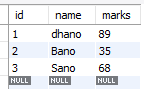 id name marks
1 dhano 89
2 Bano 35
3 Sano 68
NULL NULL NULL